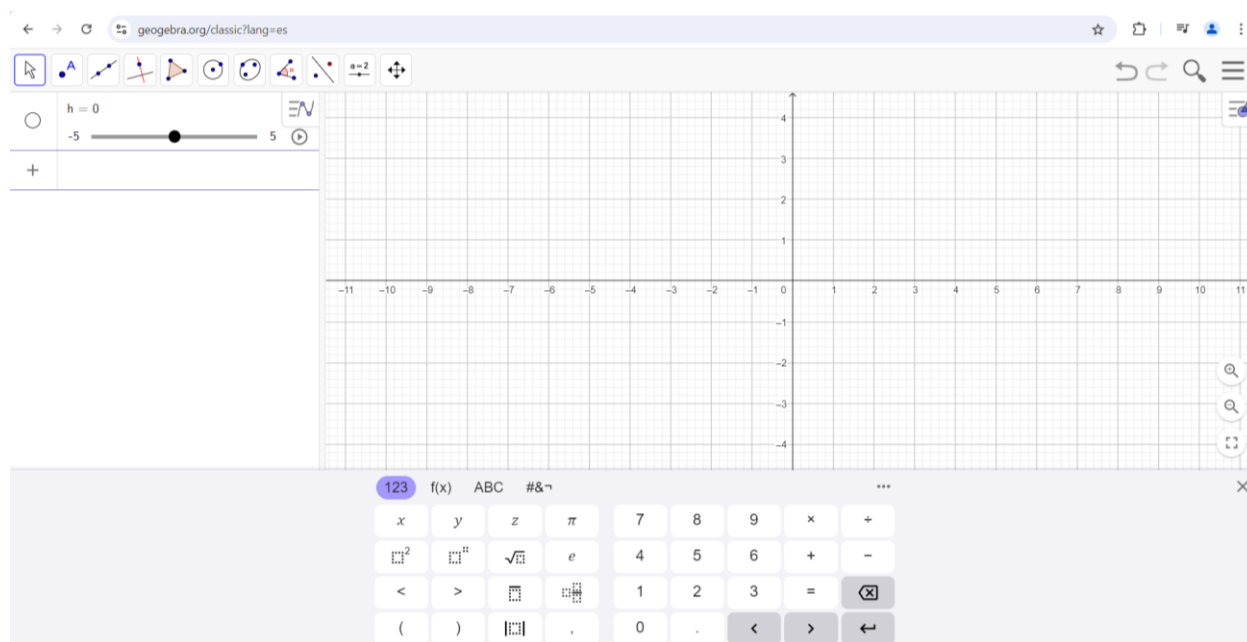 geogebra.org/classic?lang=es
A
α
a=2
h = 0
-5 5
4
3
2
1
−11 −10 −9 −8 −7 −6 −5 −4 −3 −2 −1 0 1 2 3 4 5 6 7 8 9 10 11
−1
−2
−3
−4
123 f(x) ABC #&¬ ...
x y z π 7 8 9 × ÷
2 e 4 5 6 + −
< > 1 2 3 =
( ) , 0 . < >